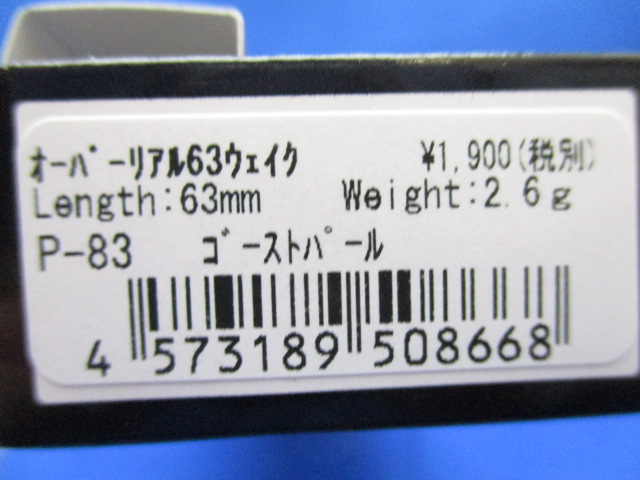 ｵｰﾊﾞｰﾘｱﾙ63ｳｪｲｸ ¥1,900(税別)
Length:63mm Weight:2.6g
P-83 ｺﾞｰｽﾄﾊﾟｰﾙ
4 573189 508668